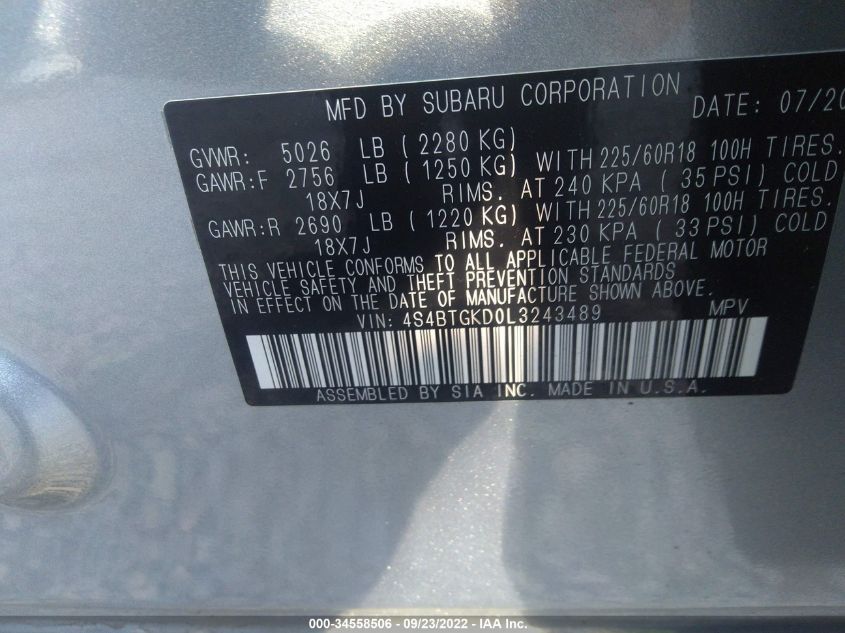 MFD BY SUBARU CORPORATION DATE: 07/20
GVWR: 5026 LB ( 2280 KG)
GAWR:F 2756 LB ( 1250 KG) WITH 225/60R18 100H TIRES.
18X7J RIMS. AT 240 KPA ( 35 PSI) COLD
GAWR:R 2690 LB ( 1220 KG) WITH 225/60R18 100H TIRES.
18X7J RIMS. AT 230 KPA ( 33 PSI) COLD
THIS VEHICLE CONFORMS TO ALL APPLICABLE FEDERAL MOTOR
VEHICLE SAFETY AND THEFT PREVENTION STANDARDS
IN EFFECT ON THE DATE OF MANUFACTURE SHOWN ABOVE.
VIN: 4S4BTGKD0L3243489 MPV
ASSEMBLED BY SIA INC. MADE IN U.S.A.
000-34558506 - 09/23/2022 - IAA Inc.